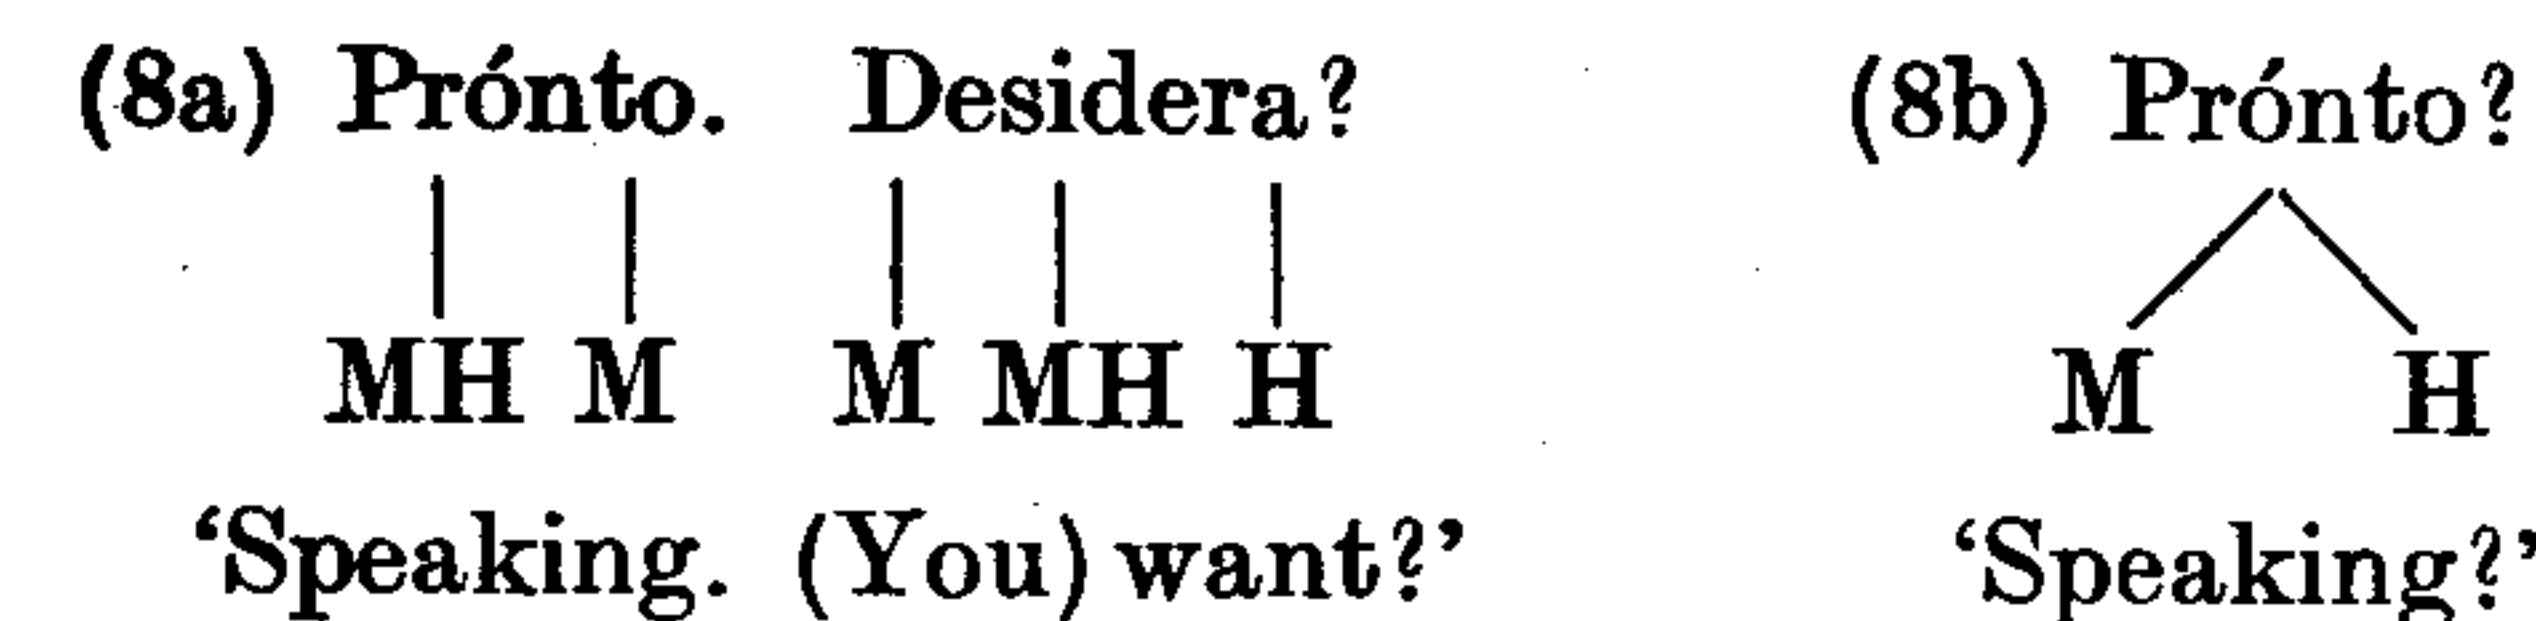 (8a) Prónto. Desidera? (8b) Prónto?
MH M M MH H M H
‘Speaking. (You) want?’ ‘Speaking?’